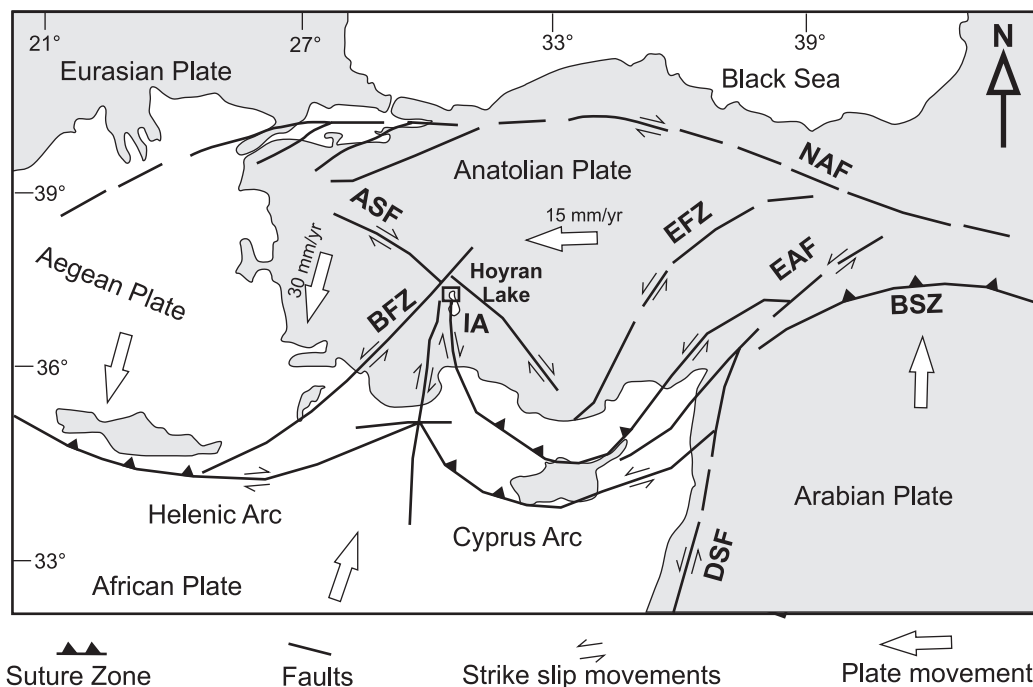 21°
27°
33°
39°
Eurasian Plate
Black Sea
N
Anatolian Plate
NAF
39°
ASF
15 mm/yr
EFZ
30 mm/yr
Aegean Plate
Hoyran
Lake
EAF
BFZ
IA
BSZ
36°
Arabian Plate
Helenic Arc
Cyprus Arc
DSF
33°
African Plate
Suture Zone
Faults
Strike slip movements
Plate movement